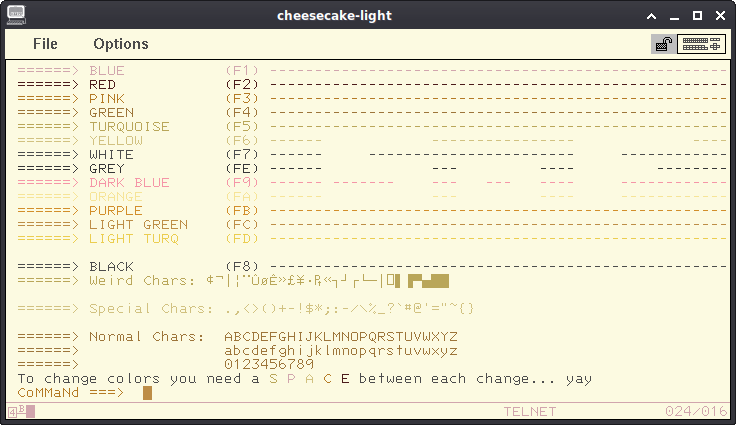 cheesecake-light
File Options
======> BLUE (F1) -----------------------------------------------------
======> RED (F2) -----------------------------------------------------
======> PINK (F3) -----------------------------------------------------
======> GREEN (F4) -----------------------------------------------------
======> TURQUOISE (F5) -----------------------------------------------------
======> YELLOW (F6) ------ ------------------------ ----
======> WHITE (F7) ------ ------------------------ ------------
======> GREY (FE) ------ --- ---
======> DARK BLUE (F9) --- ------- --- --- --- ------------
======> ORANGE (FA) -----------------------------------------------------
======> PURPLE (FB) -----------------------------------------------------
======> LIGHT GREEN (FC) -----------------------------------------------------
======> LIGHT TURQ (FD) -----------------------------------------------------
======> BLACK (F8) -----------------------------------------------------
======> Weird Chars:
======> Special Chars: .,<>()+-!$*;:-/\%_?`#@'="~{}
======> Normal Chars: ABCDEFGHIJKLMNOPQRSTUVWXYZ
======> abcdefghijklmnopqrstuvwxyz
======> 0123456789
To change colors you need a S P A C E between each change... yay
CoMMaNd ===>
4B TELNET 024/016